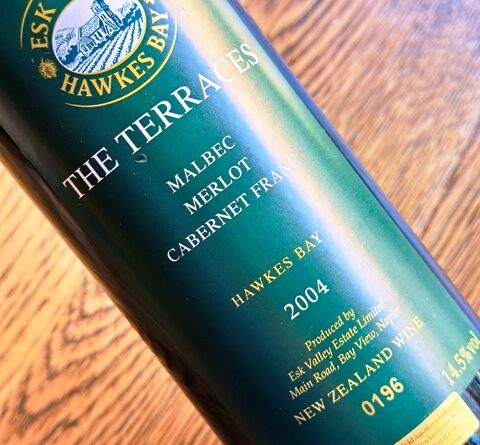 ESK
HAWKES BAY
THE TERRACES
MALBEC
MERLOT
CABERNET FRANC
HAWKES BAY
2004
Produced by
Esk Valley Estate Limited
Main Road, Bay View, Napier
NEW ZEALAND WINE
0196
14.5%vol